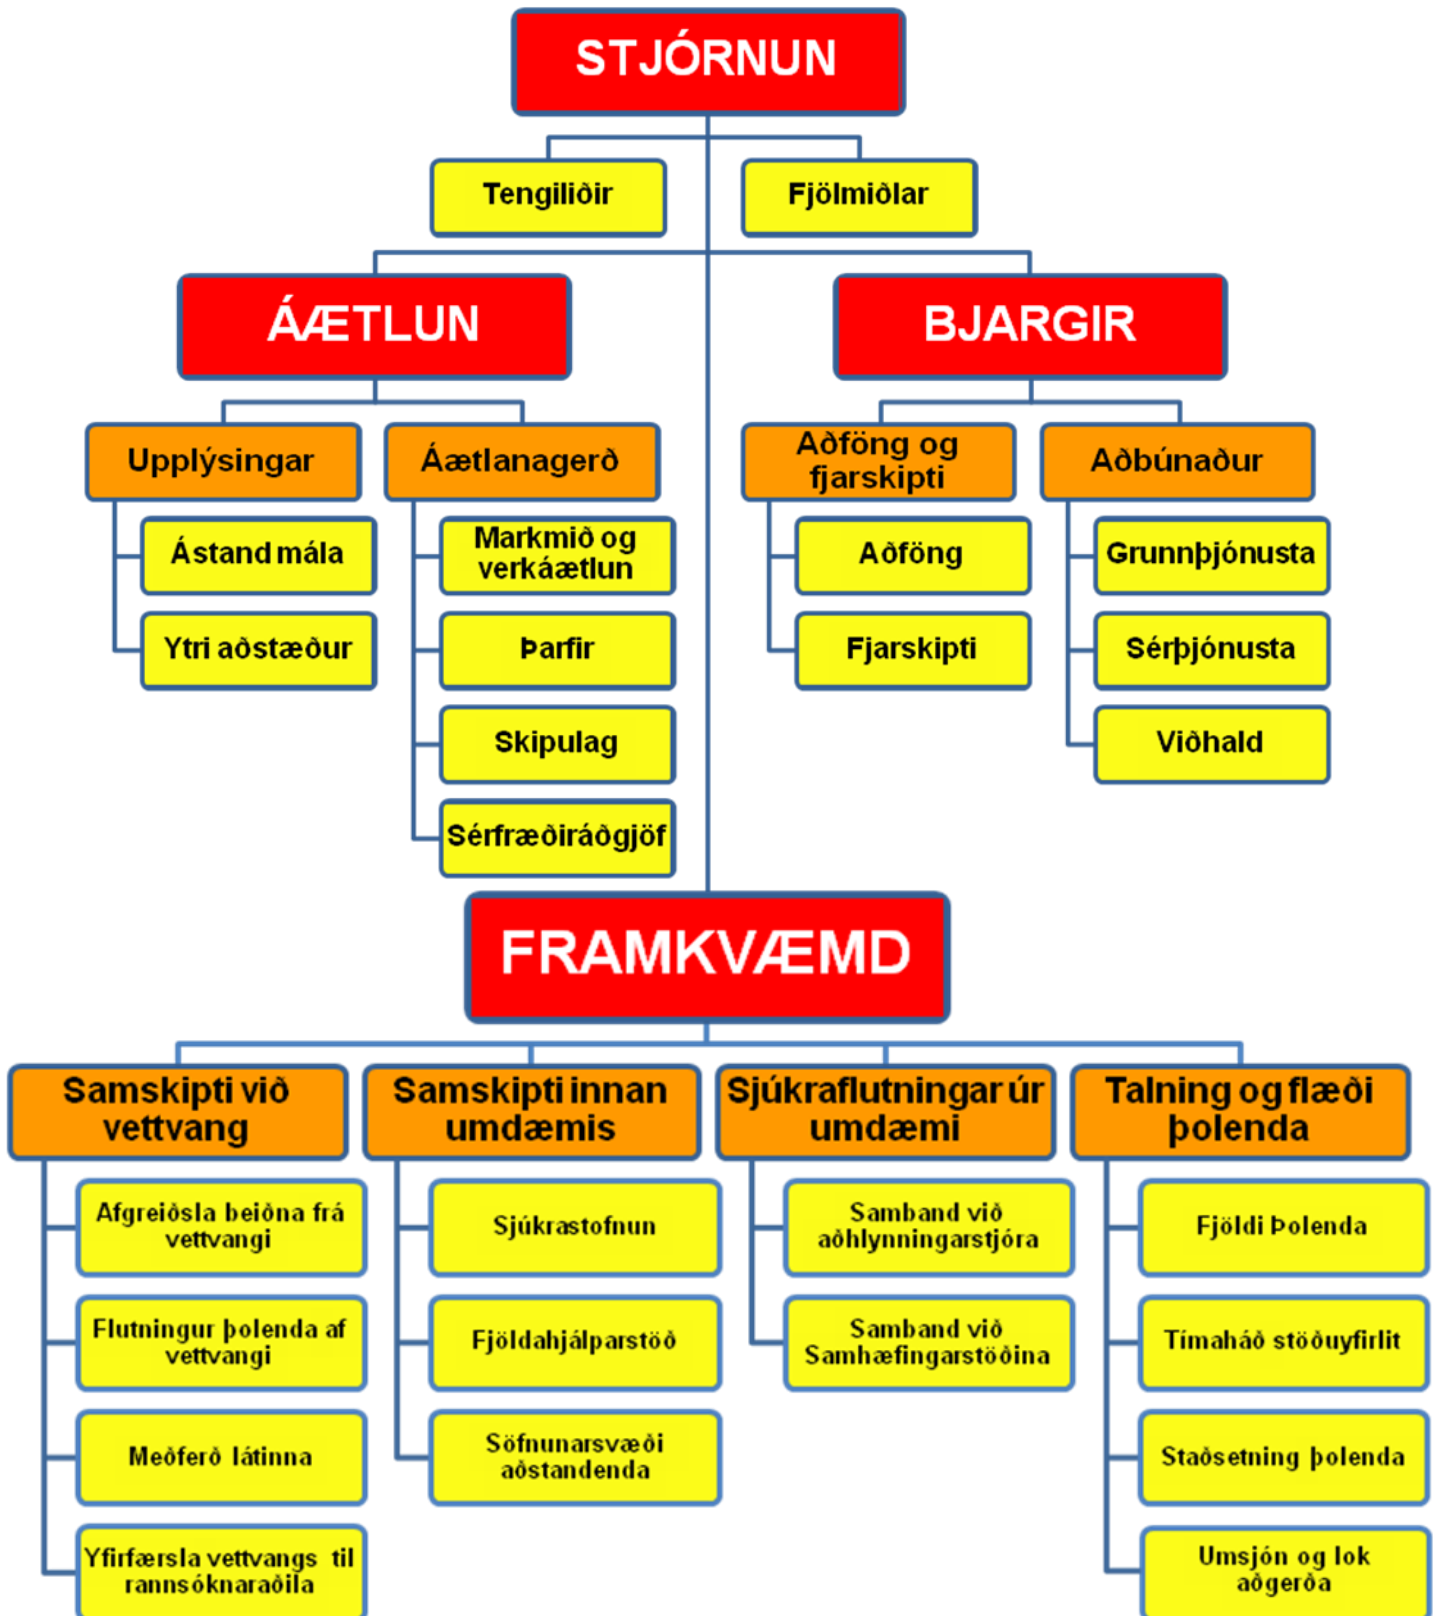 STJÓRNUN
Tengiliðir
Fjölmiðlar
ÁÆTLUN
BJARGIR
Upplýsingar
Áætlanagerð
Aðföng og
fjarskipti
Aðbúnaður
Ástand mála
Ytri aðstæður
Markmið og
verkáætlun
Þarfir
Skipulag
Sérfræðiráðgjöf
Aðföng
Fjarskipti
Grunnþjónusta
Sérþjónusta
Viðhald
FRAMKVÆMD
Samskipti við
vettvang
Afgreiðsla beiðna frá
vettvangi
Flutningur þolenda af
vettvangi
Meðferð látinna
Yfirfærsla vettvangs til
rannsóknaraðila
Samskipti innan
umdæmis
Sjúkrastofnun
Fjöldahjálparstöð
Söfnunarsvæði
aðstandenda
Sjúkraflutningar úr
umdæmi
Samband við
aðhlynningarstjóra
Samband við
Samhæfingarstöðina
Talning og flæði
þolenda
Fjöldi Þolenda
Tímaháð stöðuyfirlit
Staðsetning þolenda
Umsjón og lok
aðgerða